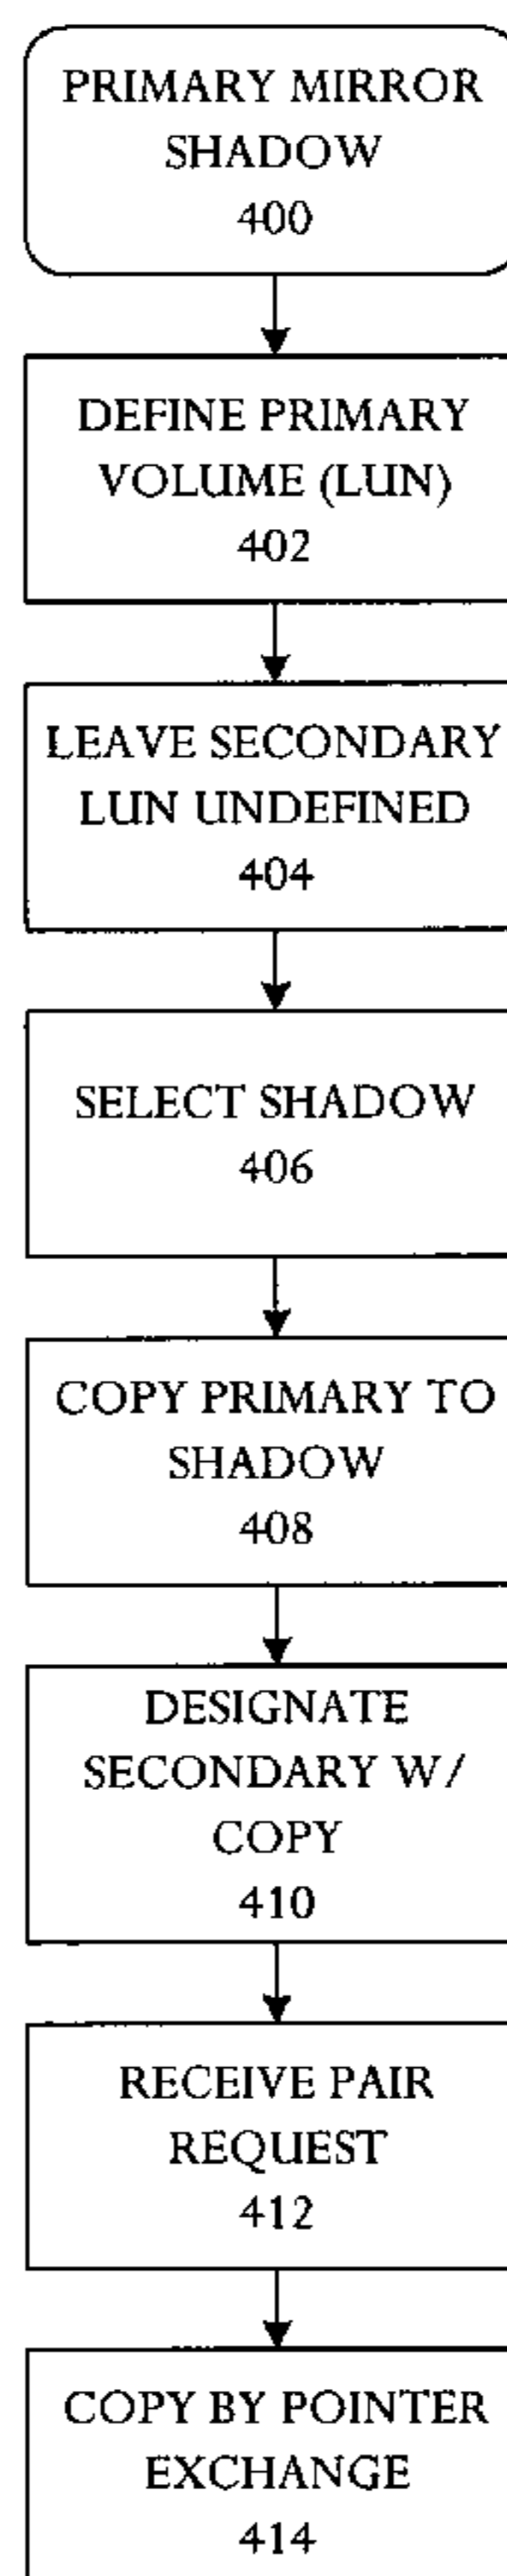 PRIMARY MIRROR
SHADOW
400
DEFINE PRIMARY
VOLUME (LUN)
402
LEAVE SECONDARY
LUN UNDEFINED
404
SELECT SHADOW
406
COPY PRIMARY TO
SHADOW
408
DESIGNATE
SECONDARY W/
COPY
410
RECEIVE PAIR
REQUEST
412
COPY BY POINTER
EXCHANGE
414